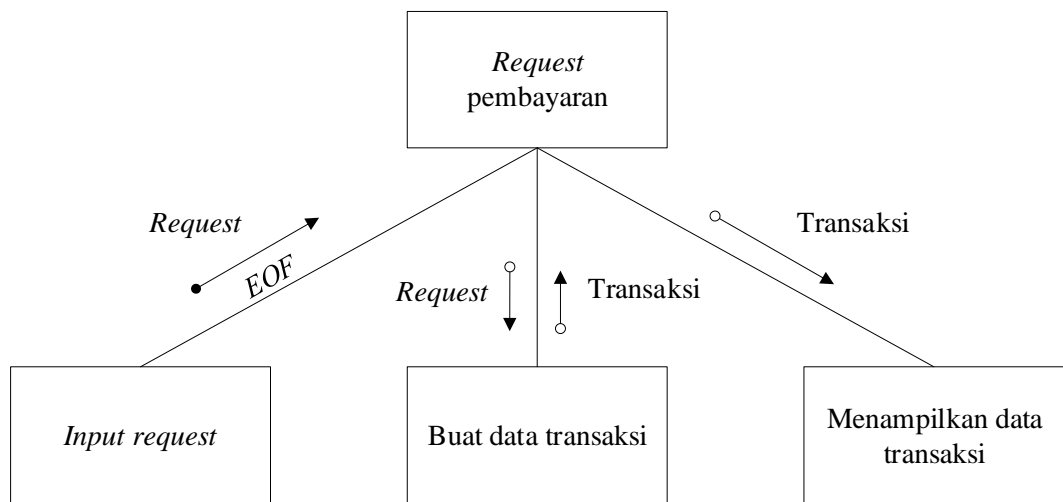 Request
pembayaran
Request
EOF
Request
Transaksi
Transaksi
Input request
Buat data transaksi
Menampilkan data
transaksi